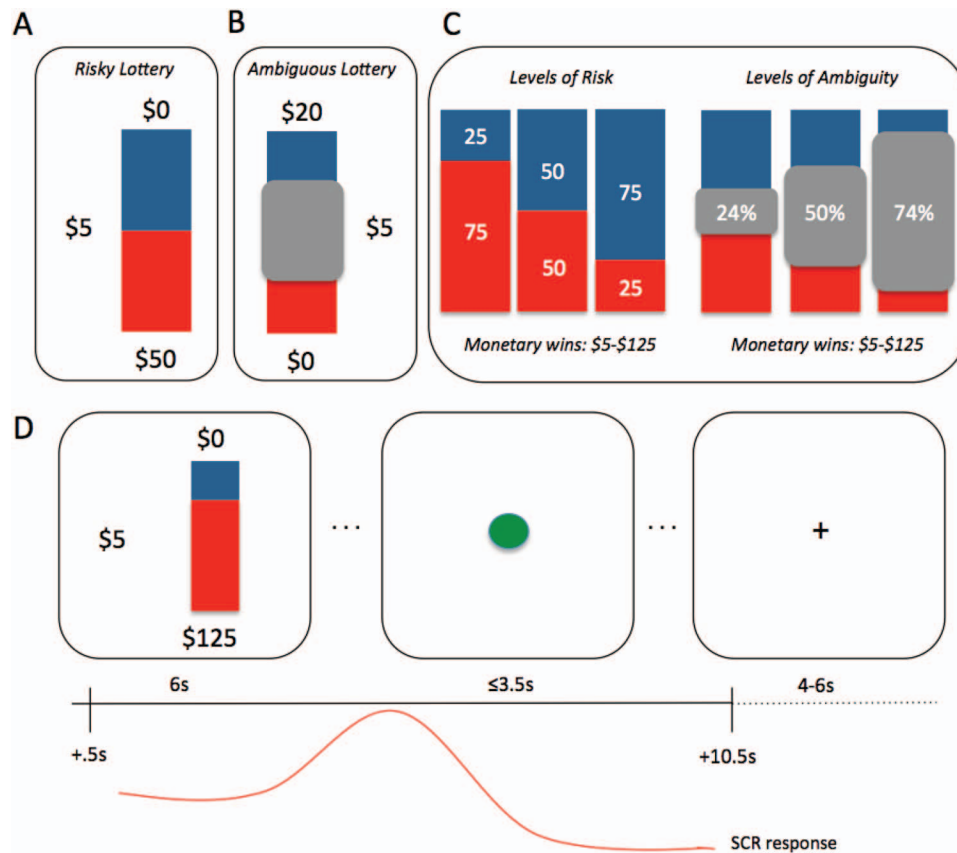 A
Risky Lottery
$0
$5
$50
B
Ambiguous Lottery
$20
$5
$0
C
Levels of Risk
25
75
50
50
75
25
Monetary wins: $5-$125
Levels of Ambiguity
24%
50%
74%
Monetary wins: $5-$125
D
$0
$5
$125
...
...
+
6s
≤3.5s
4-6s
+.5s
+10.5s
SCR response